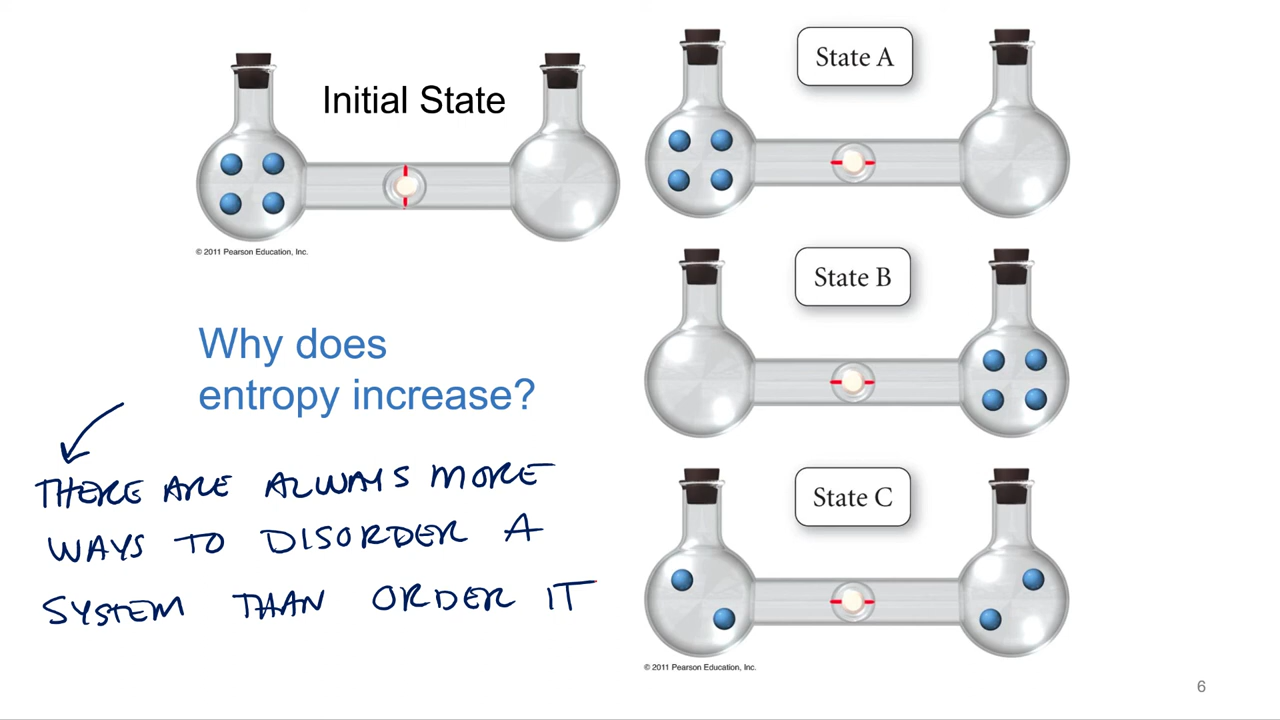 Initial State
© 2011 Pearson Education, Inc.
Why does
entropy increase?
THERE ARE ALWAYS MORE
WAYS TO DISORDER A
SYSTEM THAN ORDER IT
State A
State B
State C
© 2011 Pearson Education, Inc.
6